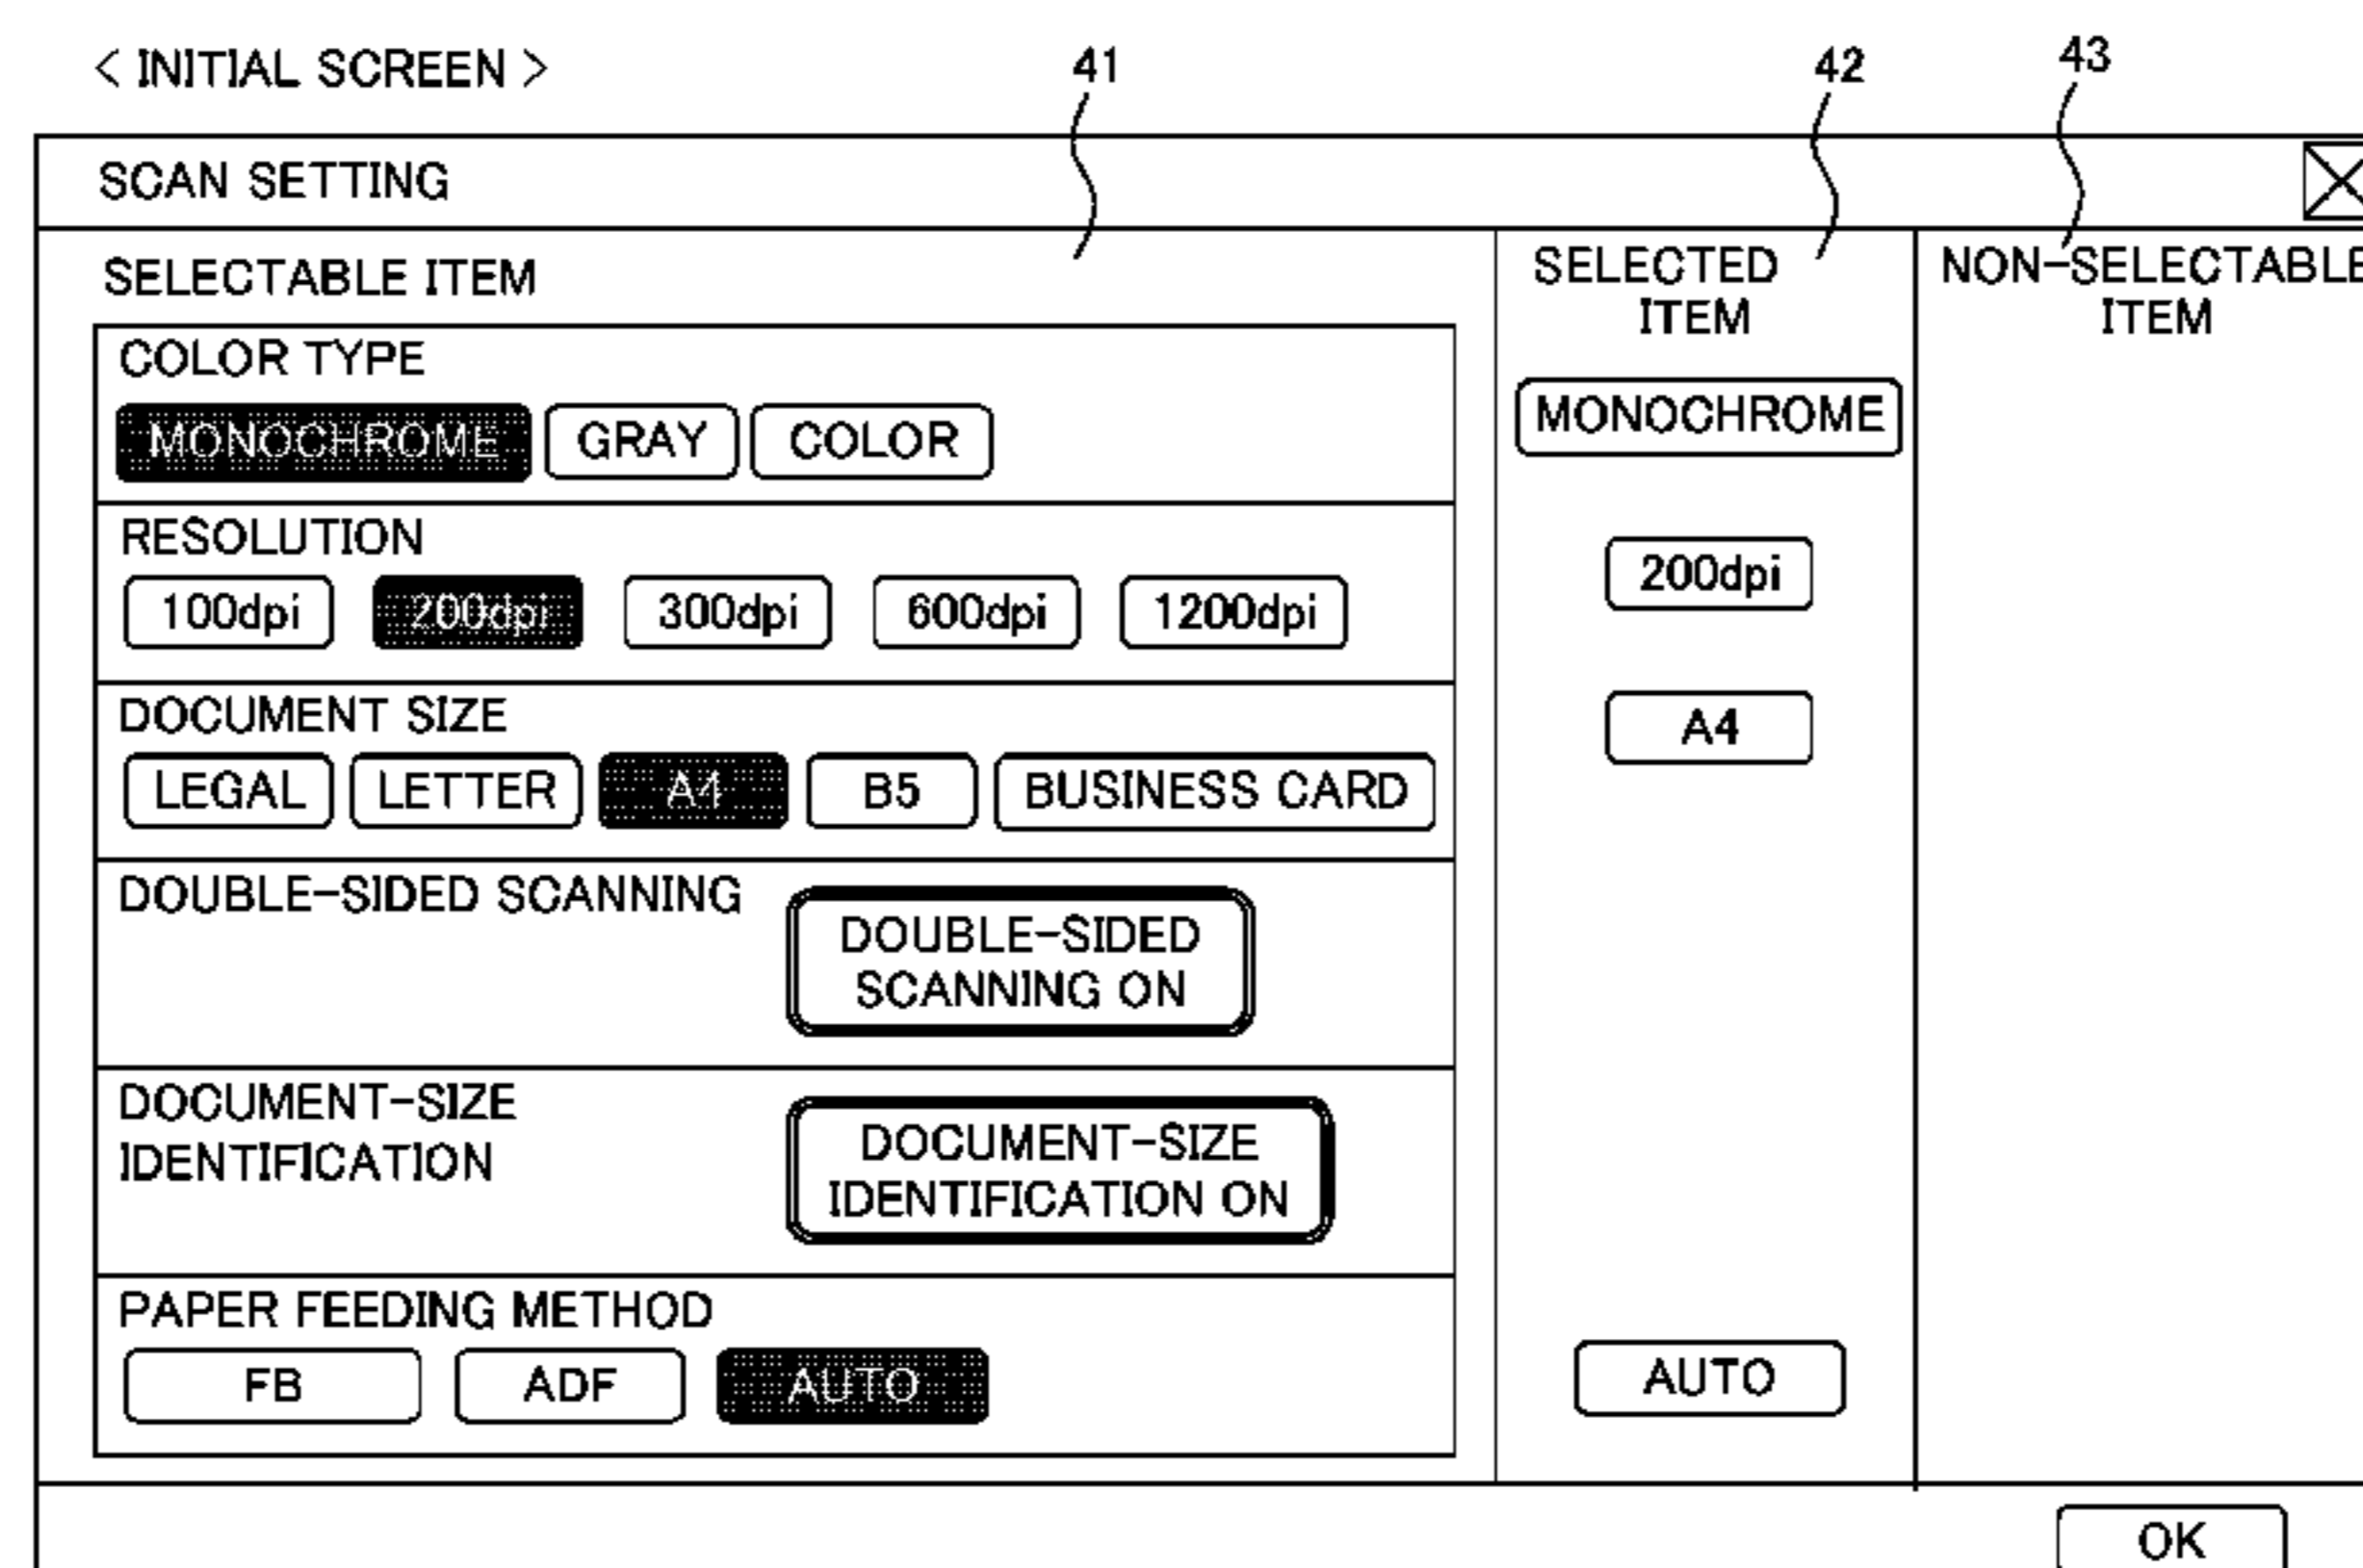 < INITIAL SCREEN >
41
42
43
SCAN SETTING
SELECTABLE ITEM
SELECTED
ITEM
NON-SELECTABLE
ITEM
COLOR TYPE
MONOCHROME GRAY COLOR
MONOCHROME
RESOLUTION
100dpi 200dpi 300dpi 600dpi 1200dpi
200dpi
DOCUMENT SIZE
LEGAL LETTER A4 B5 BUSINESS CARD
A4
DOUBLE-SIDED SCANNING
DOUBLE-SIDED
SCANNING ON
DOCUMENT-SIZE
IDENTIFICATION
DOCUMENT-SIZE
IDENTIFICATION ON
PAPER FEEDING METHOD
FB ADF AUTO
AUTO
OK